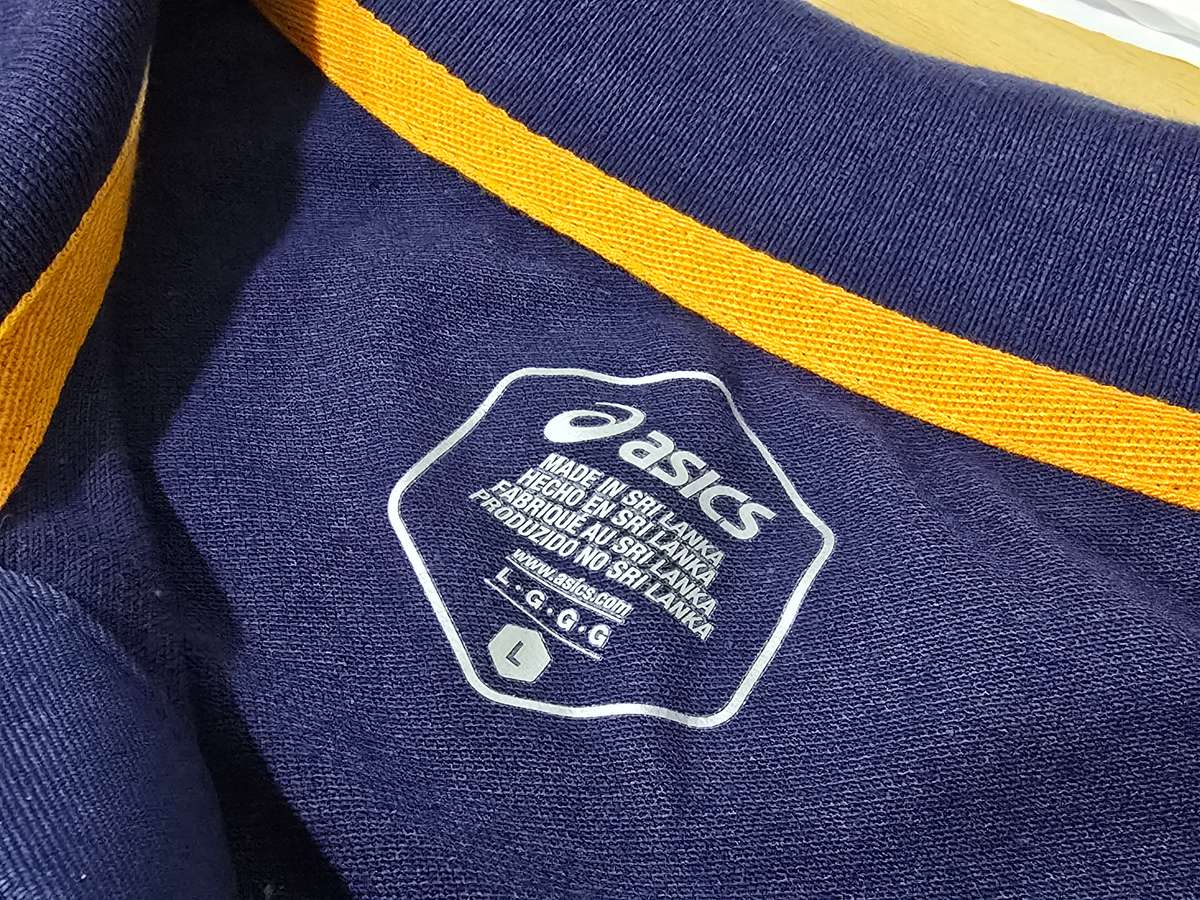 asics
MADE IN SRI LANKA
HECHO EN SRI LANKA
FABRIQUÉ AU SRI LANKA
PRODUZIDO NO SRI LANKA
www.asics.com
L・G・G・G
L